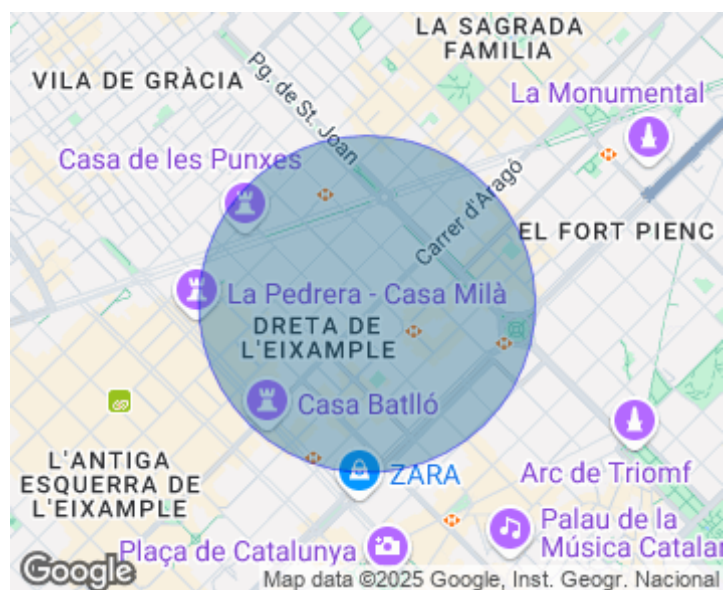 LA SAGRADA
FAMILIA
VILA DE GRÀCIA
Pg. de St. Joan
La Monumental
Casa de les Punxes
Carrer d'Aragó
EL FORT PIENC
La Pedrera - Casa Milà
DRETA DE
L'EIXAMPLE
Casa Batlló
L'ANTIGA
ESQUERRA DE
L'EIXAMPLE
ZARA
Arc de Triomf
Palau de la
Música Catalan
Plaça de Catalunya
Google
Map data ©2025 Google, Inst. Geogr. Nacional